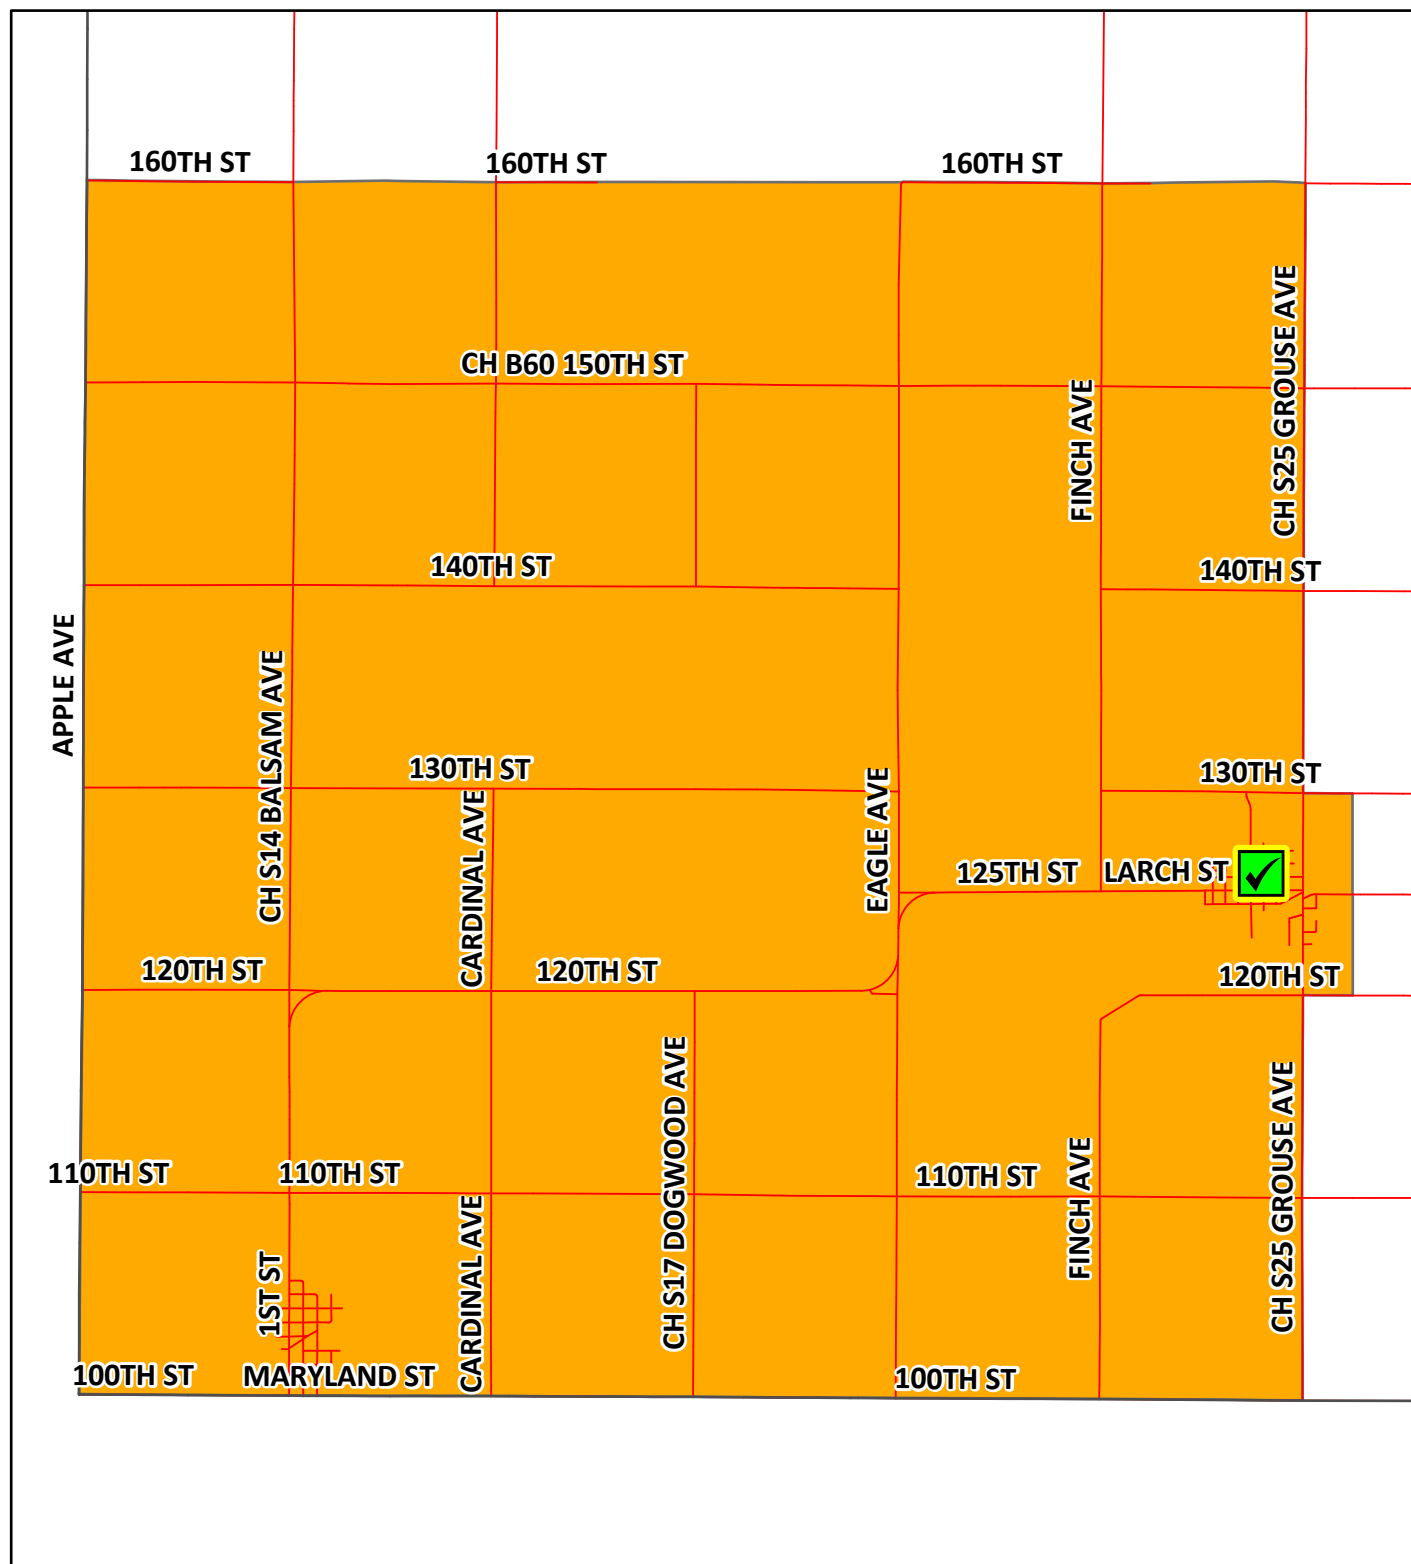 160TH ST
160TH ST
160TH ST
CH S25 GROUSE AVE
CH B60 150TH ST
FINCH AVE
140TH ST
140TH ST
APPLE AVE
CH S14 BALSAM AVE
130TH ST
130TH ST
EAGLE AVE
CARDINAL AVE
125TH ST
LARCH ST
120TH ST
120TH ST
120TH ST
CH S17 DOGWOOD AVE
CH S25 GROUSE AVE
110TH ST
110TH ST
110TH ST
FINCH AVE
CARDINAL AVE
1ST ST
100TH ST
MARYLAND ST
100TH ST